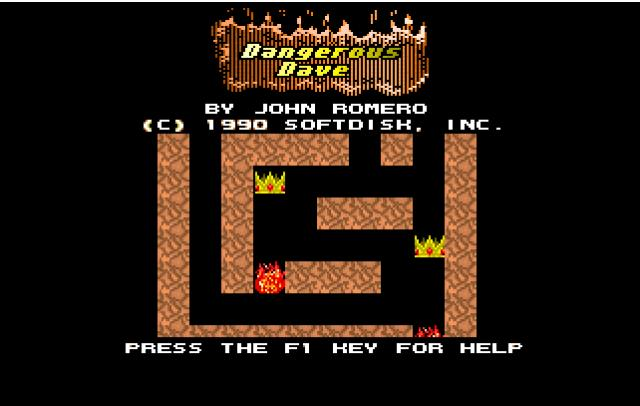 Dangerous
Dave
BY JOHN ROMERO
(C) 1990 SOFTDISK, INC.
PRESS THE F1 KEY FOR HELP